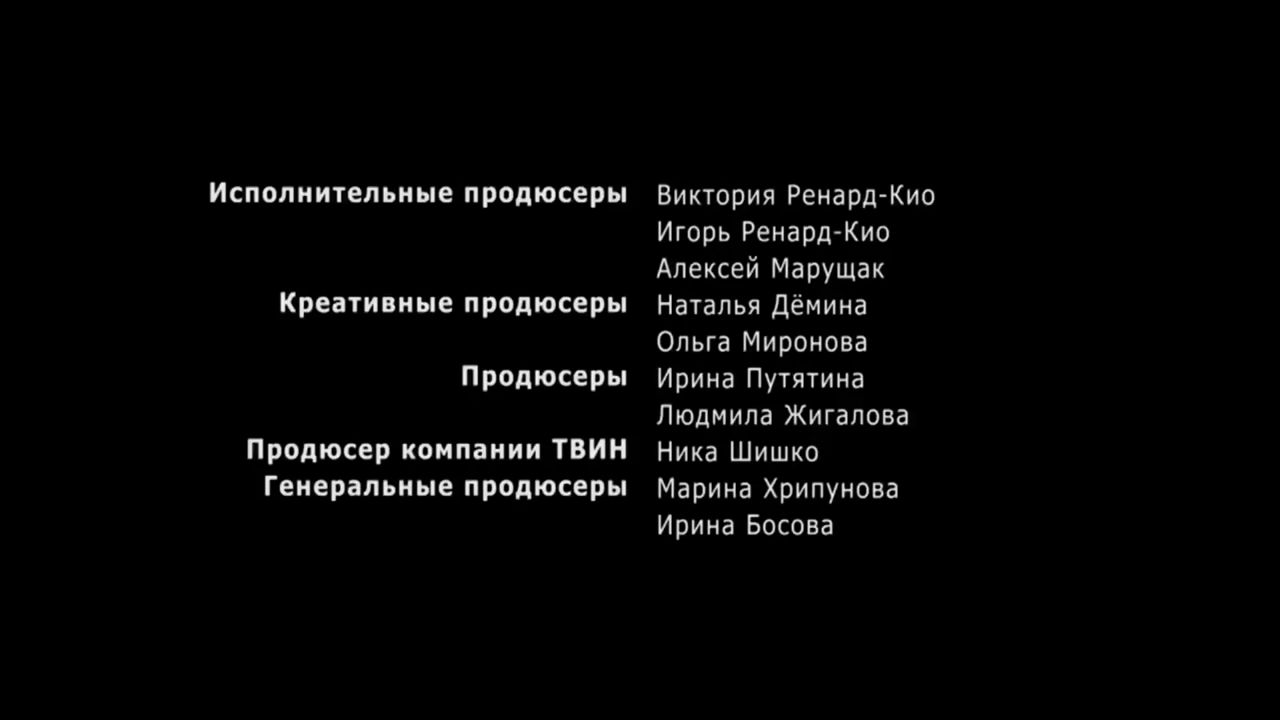 Исполнительные продюсеры Виктория Ренард-Кио
Игорь Ренард-Кио
Алексей Марущак
Креативные продюсеры Наталья Дёмина
Ольга Миронова
Продюсеры Ирина Путятина
Людмила Жигалова
Продюсер компании ТВИН Ника Шишко
Генеральные продюсеры Марина Хрипунова
Ирина Босова